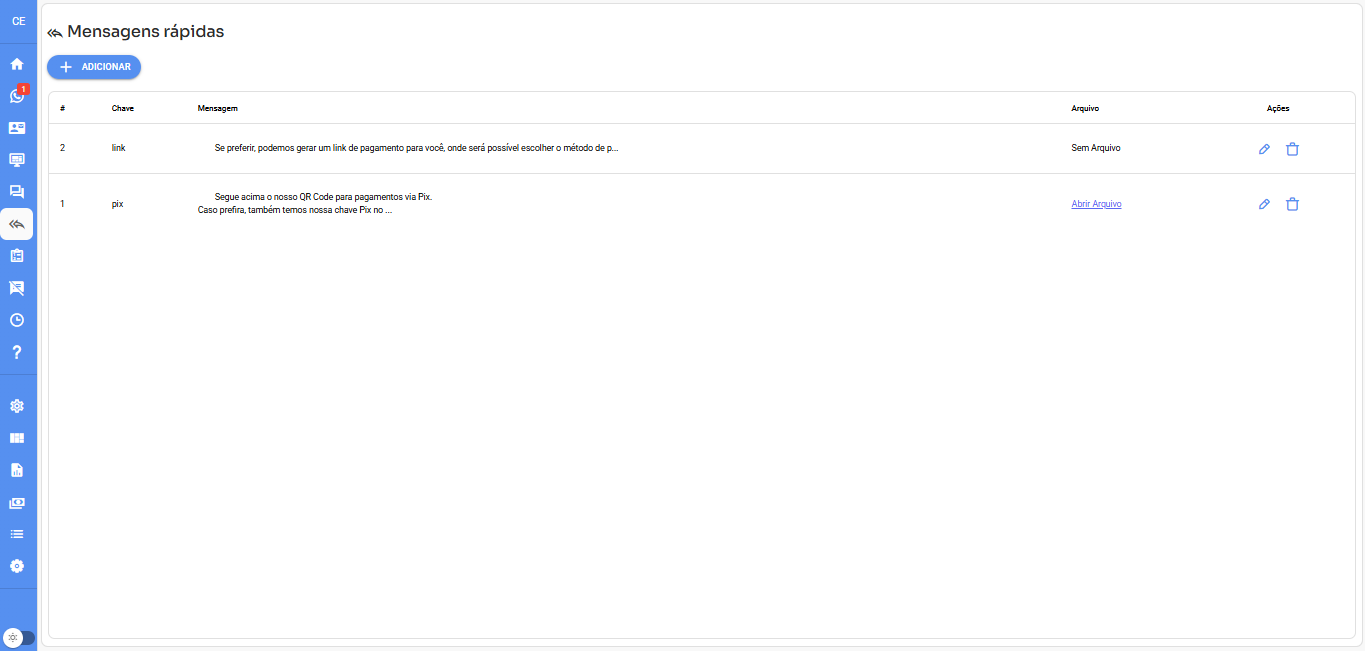 CE
Mensagens rápidas
1
ADICIONAR
# Chave Mensagem Arquivo Ações
2 link Se preferir, podemos gerar um link de pagamento para você, onde será possível escolher o método de p... Sem Arquivo
1 pix Segue acima o nosso QR Code para pagamentos via Pix.
Caso prefira, também temos nossa chave Pix no ... Abrir Arquivo